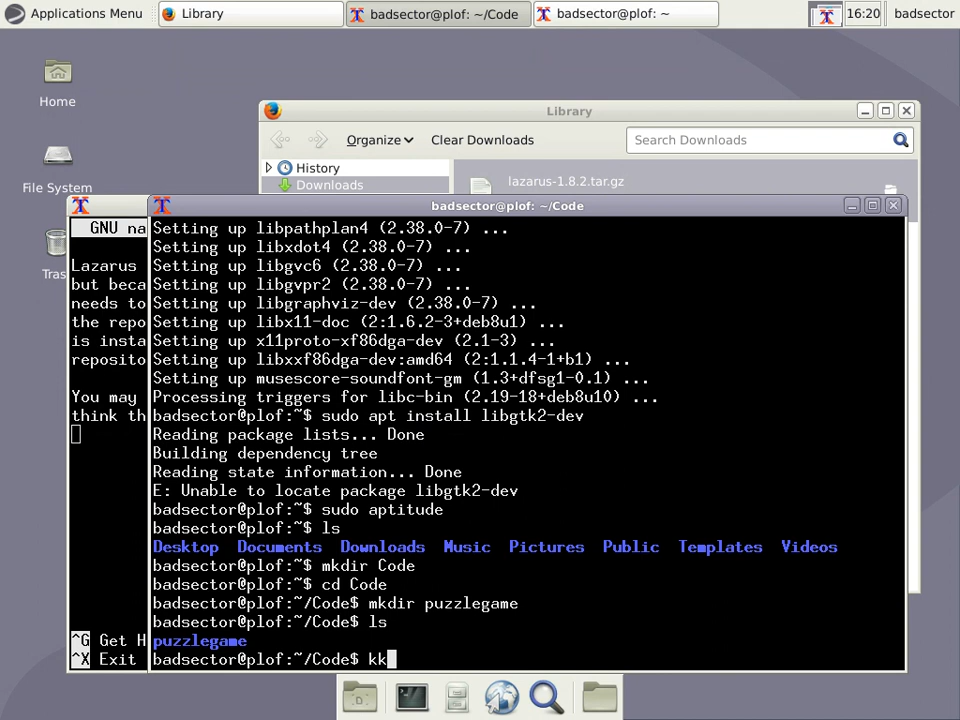 Applications Menu
Library
badsector@plof: ~/Code
badsector@plof: ~
16:20
badsector
Home
File System
Tras
Library
Organize
Clear Downloads
Search Downloads
History
Downloads
lazarus-1.8.2.tar.gz
GNU na
Lazarus
but beca
needs to
the repo
is insta
reposito
You may
think th
^G Get H
^X Exit
badsector@plof: ~/Code
Setting up libpathplan4 (2.38.0-7) ...
Setting up libxdot4 (2.38.0-7) ...
Setting up libgvc6 (2.38.0-7) ...
Setting up libgvpr2 (2.38.0-7) ...
Setting up libgraphviz-dev (2.38.0-7) ...
Setting up libx11-doc (2:1.6.2-3+deb8u1) ...
Setting up x11proto-xf86dga-dev (2.1-3) ...
Setting up libxxf86dga-dev:amd64 (2:1.1.4-1+b1) ...
Setting up musescore-soundfont-gm (1.3+dfsg1-0.1) ...
Processing triggers for libc-bin (2.19-18+deb8u10) ...
badsector@plof:~$ sudo apt install libgtk2-dev
Reading package lists... Done
Building dependency tree
Reading state information... Done
E: Unable to locate package libgtk2-dev
badsector@plof:~$ sudo aptitude
badsector@plof:~$ ls
Desktop Documents Downloads Music Pictures Public Templates Videos
badsector@plof:~$ mkdir Code
badsector@plof:~$ cd Code
badsector@plof:~/Code$ mkdir puzzlegame
badsector@plof:~/Code$ ls
puzzlegame
badsector@plof:~/Code$ kk